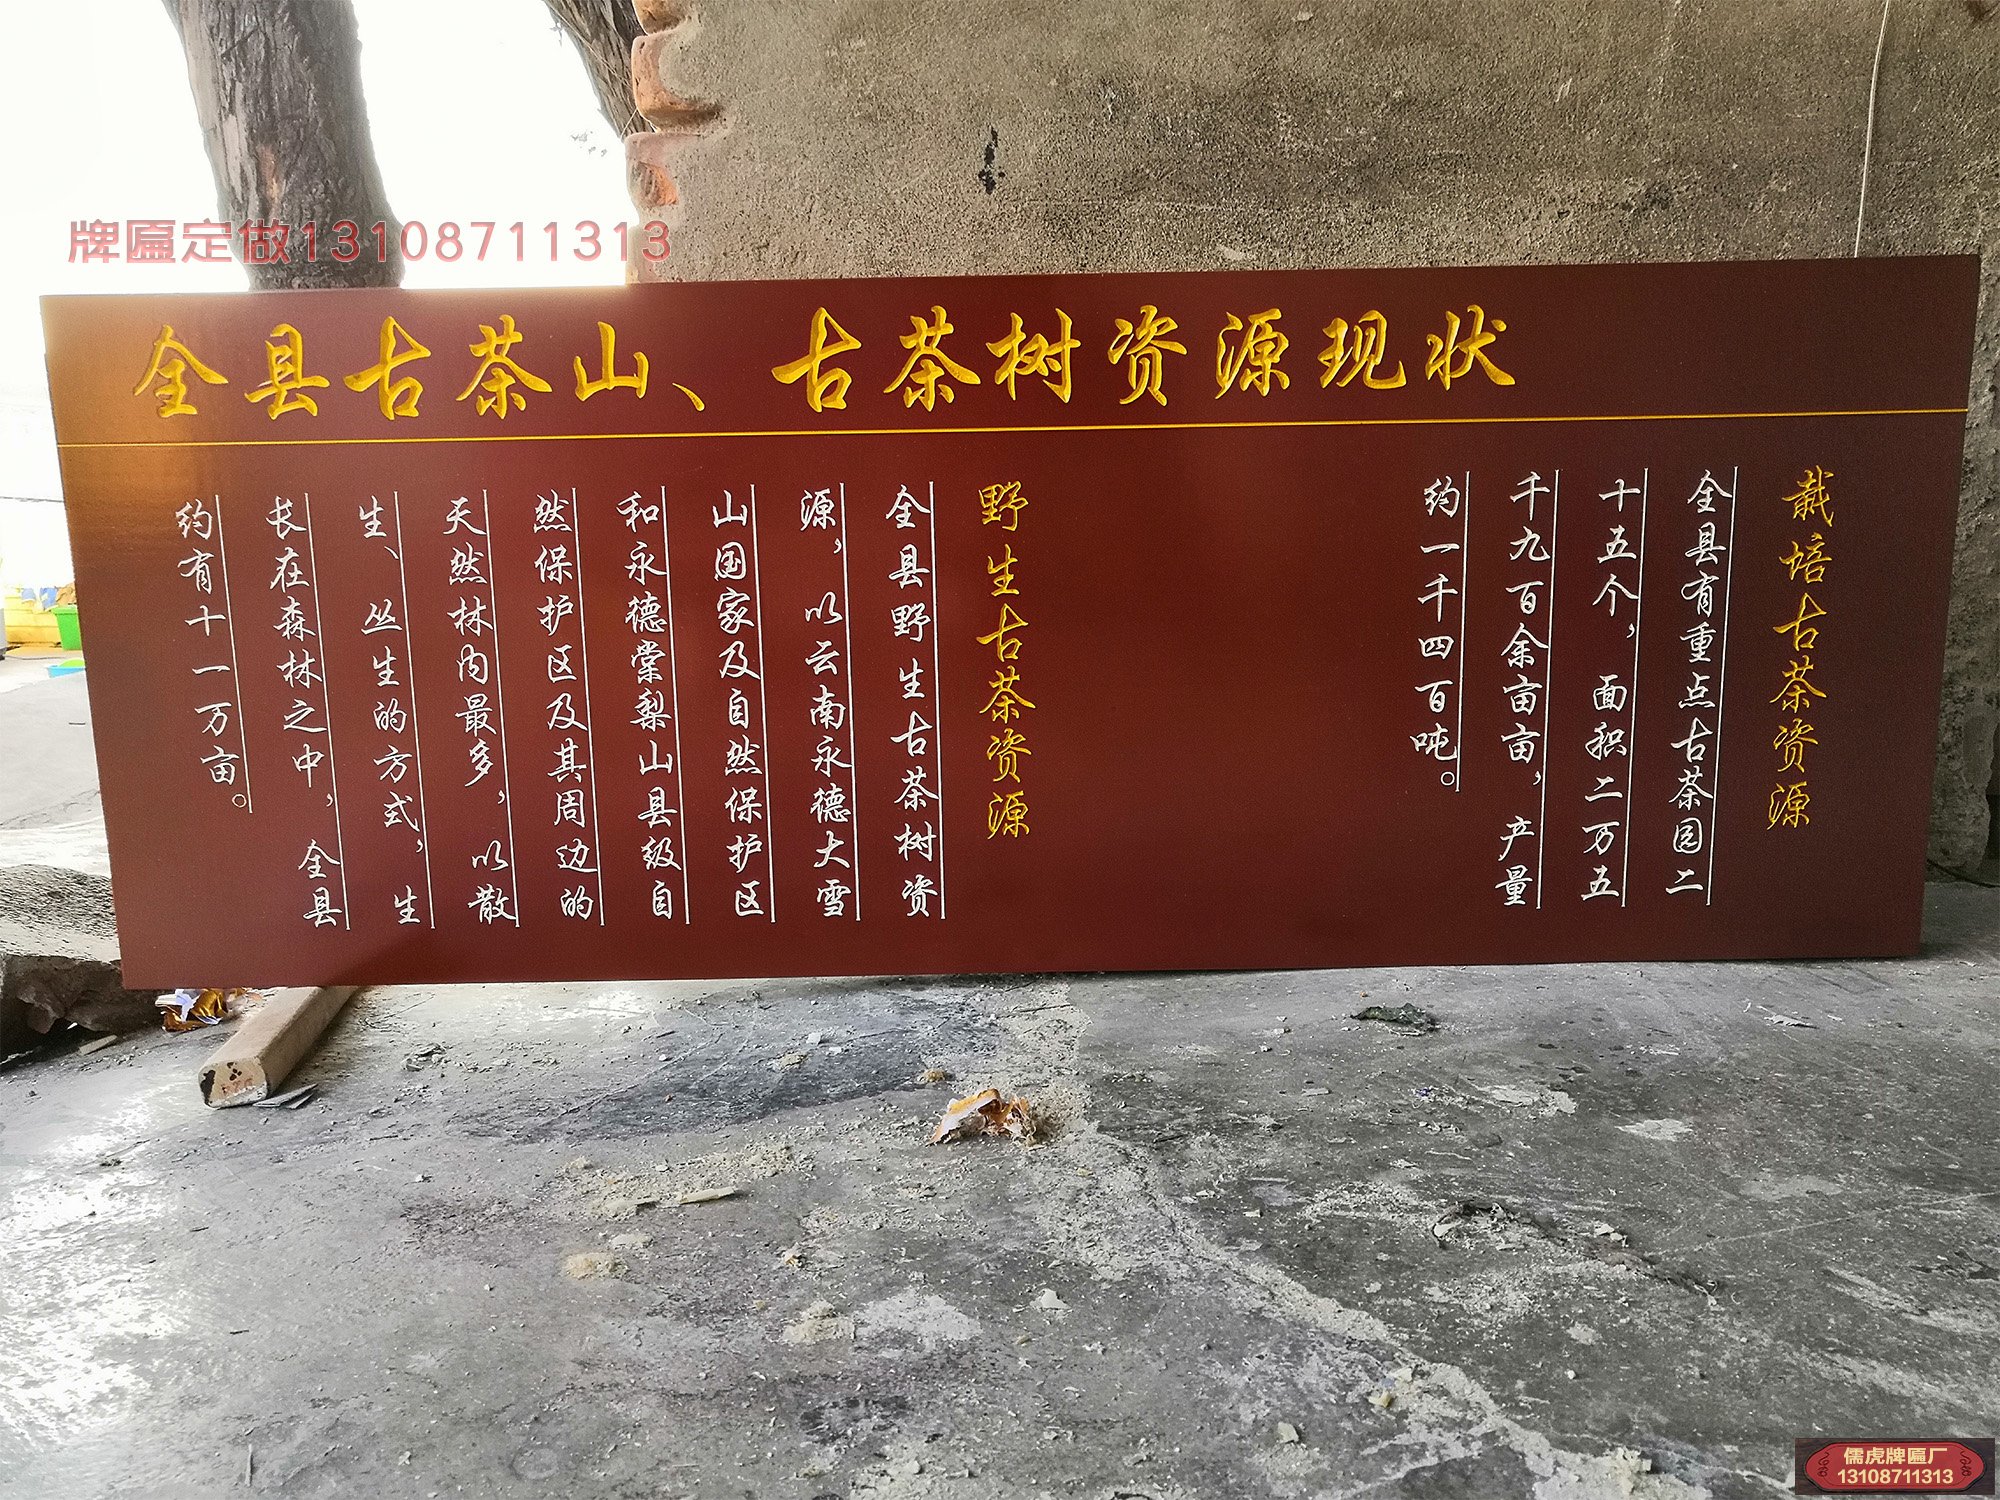 牌匾定做13108711313
全县古茶山、古茶树资源现状
栽培古茶资源
全县有重点古茶园二
十五个，面积二万五
千九百余亩亩，产量
约一千四百吨。
野生古茶资源
全县野生古茶树资
源，以云南永德大雪
山国家及自然保护区
和永德棠梨山县级自
然保护区及其周边的
天然林内最多，以散
生、丛生的方式，生
长在森林之中，全县
约有十一万亩。
儒虎牌匾厂
13108711313